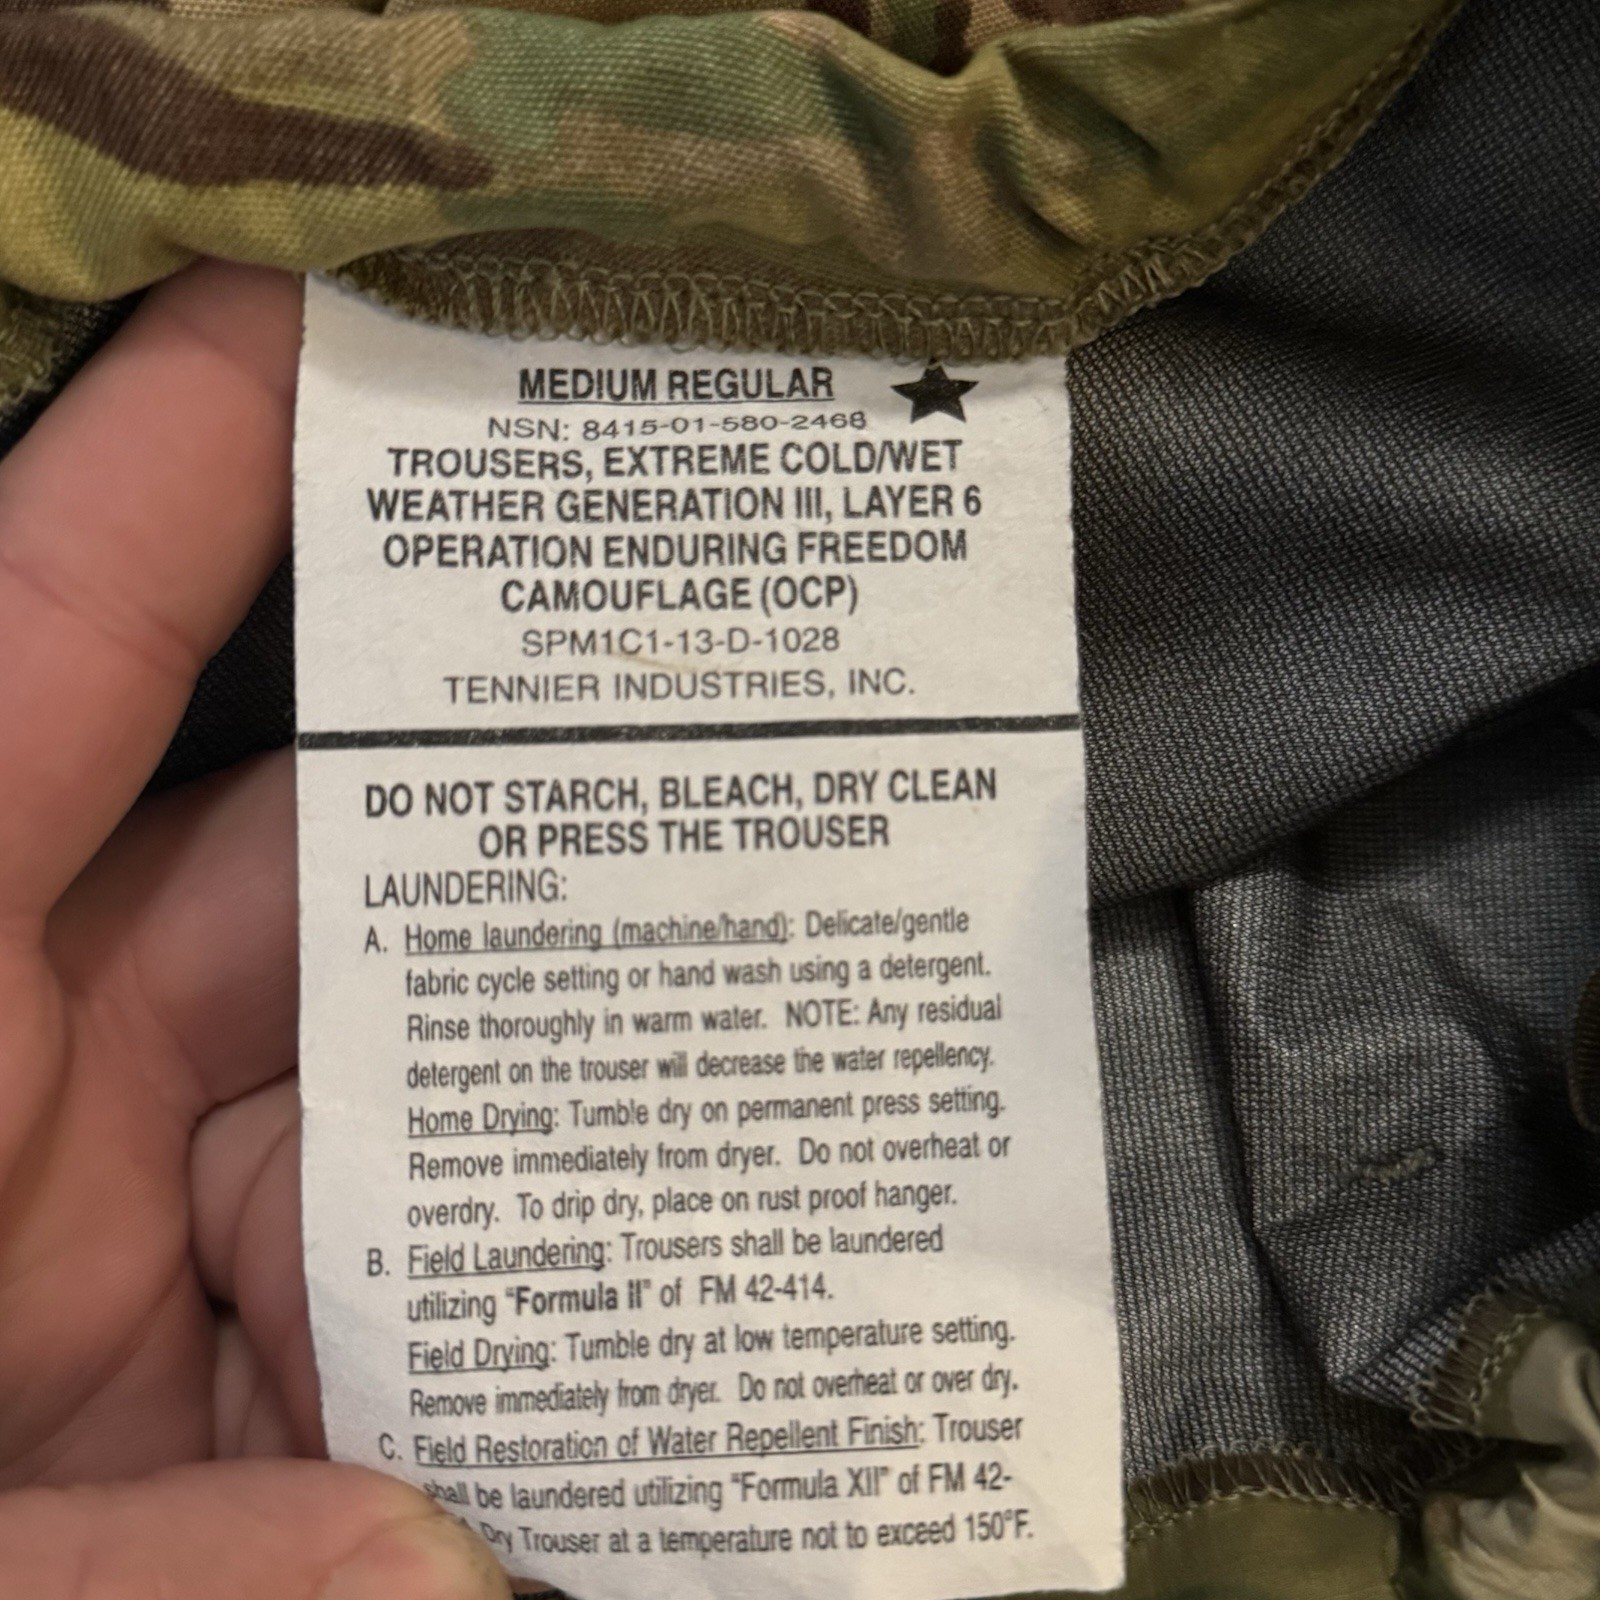 MEDIUM REGULAR
NSN: 8415-01-580-2468
TROUSERS, EXTREME COLD/WET
WEATHER GENERATION III, LAYER 6
OPERATION ENDURING FREEDOM
CAMOUFLAGE (OCP)
SPM1C1-13-D-1028
TENNIER INDUSTRIES, INC.
DO NOT STARCH, BLEACH, DRY CLEAN
OR PRESS THE TROUSER
LAUNDERING:
A. Home laundering (machine/hand): Delicate/gentle
fabric cycle setting or hand wash using a detergent.
Rinse thoroughly in warm water. NOTE: Any residual
detergent on the trouser will decrease the water repellency.
Home Drying: Tumble dry on permanent press setting.
Remove immediately from dryer. Do not overheat or
overdry. To drip dry, place on rust proof hanger.
B. Field Laundering: Trousers shall be laundered
utilizing "Formula II" of FM 42-414.
Field Drying: Tumble dry at low temperature setting.
Remove immediately from dryer. Do not overheat or over dry.
C. Field Restoration of Water Repellent Finish: Trouser
shall be laundered utilizing "Formula XII" of FM 42-
Dry Trouser at a temperature not to exceed 150°F.